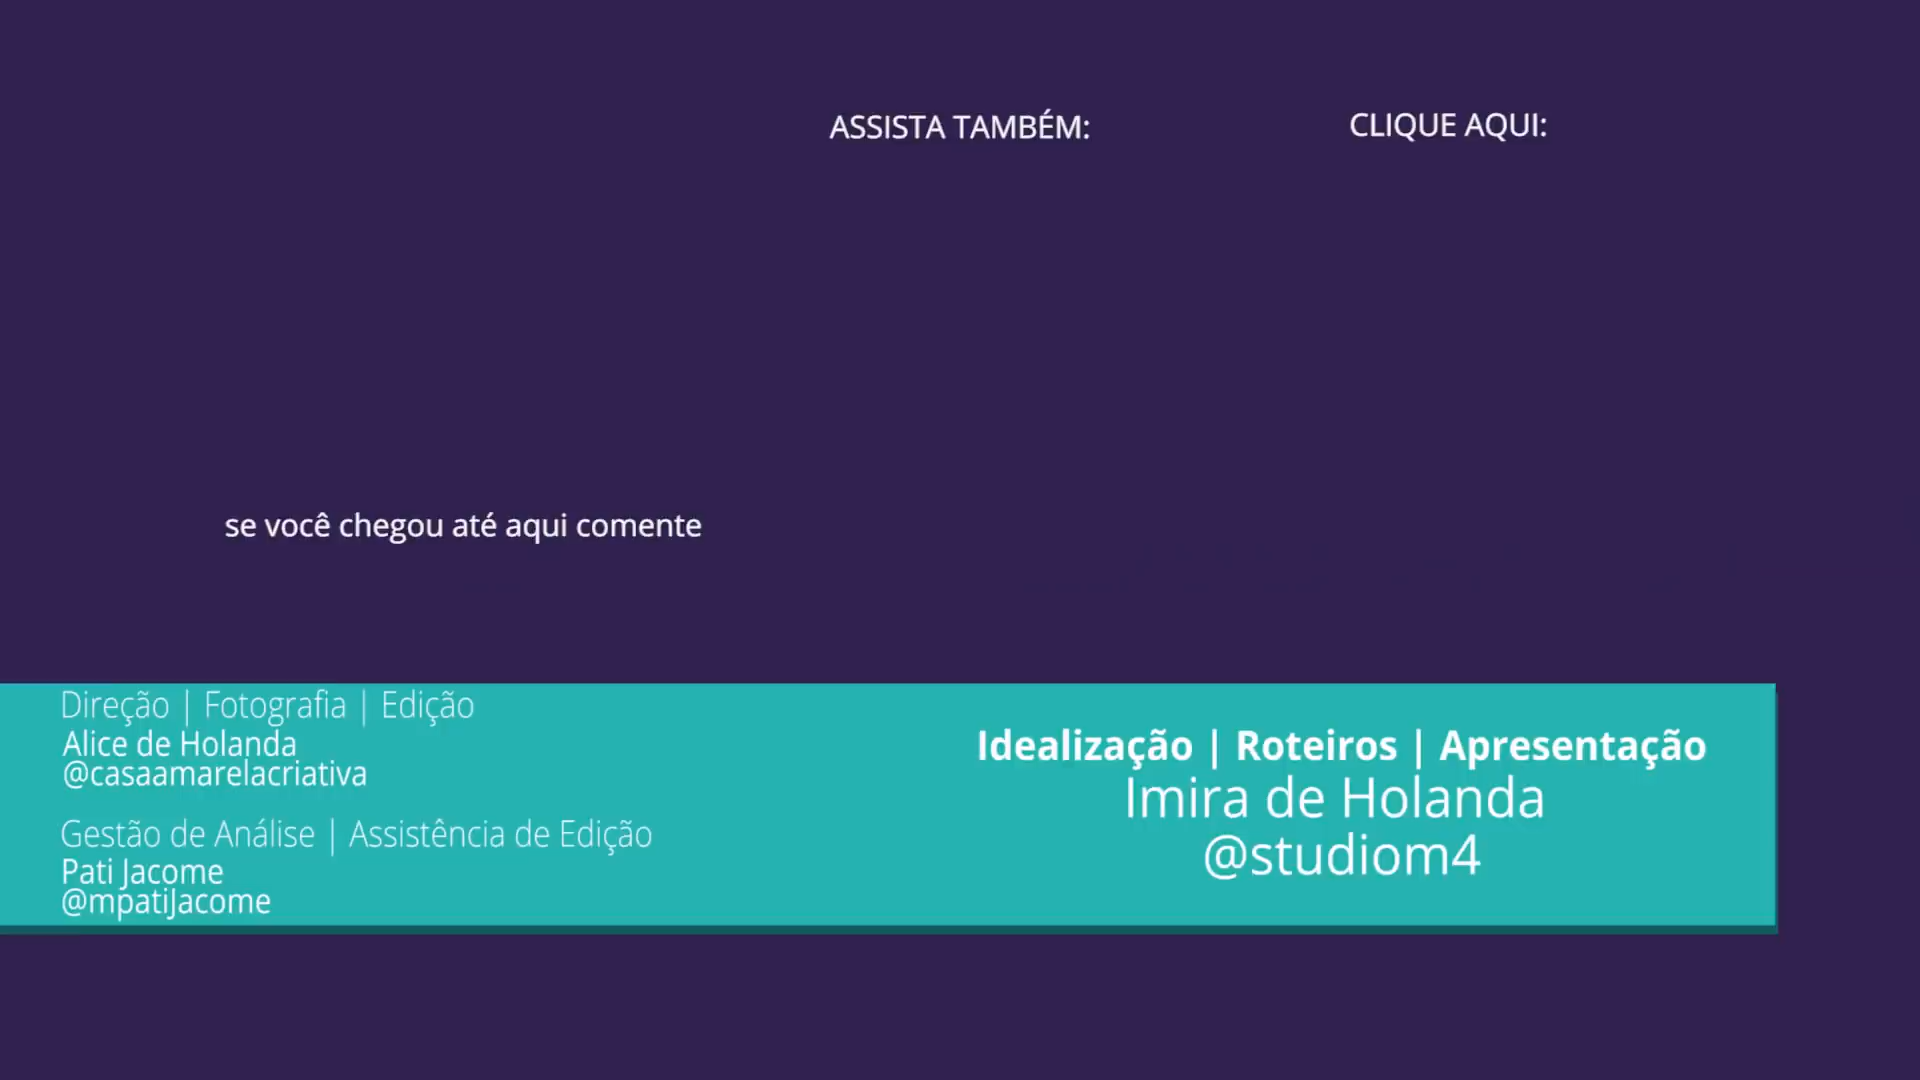 ASSISTA TAMBÉM:
CLIQUE AQUI:
se você chegou até aqui comente
Direção | Fotografia | Edição
Alice de Holanda
@casaamarelacriativa
Gestão de Análise | Assistência de Edição
Pati Jacome
@mpatiJacome
Idealização | Roteiros | Apresentação
Imira de Holanda
@studiom4